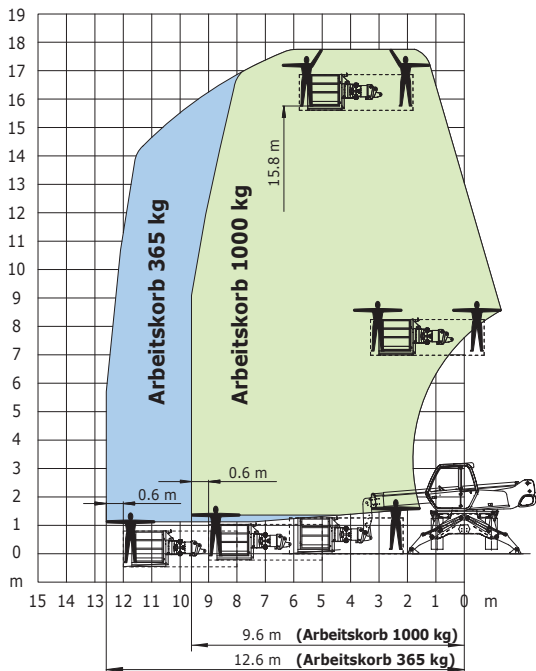 19
18
17
16
15
14
13
12
11
10
9
8
7
6
5
4
3
2
1
0
m
15.8 m
Arbeitskorb 365 kg
Arbeitskorb 1000 kg
0.6 m
0.6 m
15 14 13 12 11 10 9 8 7 6 5 4 3 2 1 0 m
9.6 m (Arbeitskorb 1000 kg)
12.6 m (Arbeitskorb 365 kg)